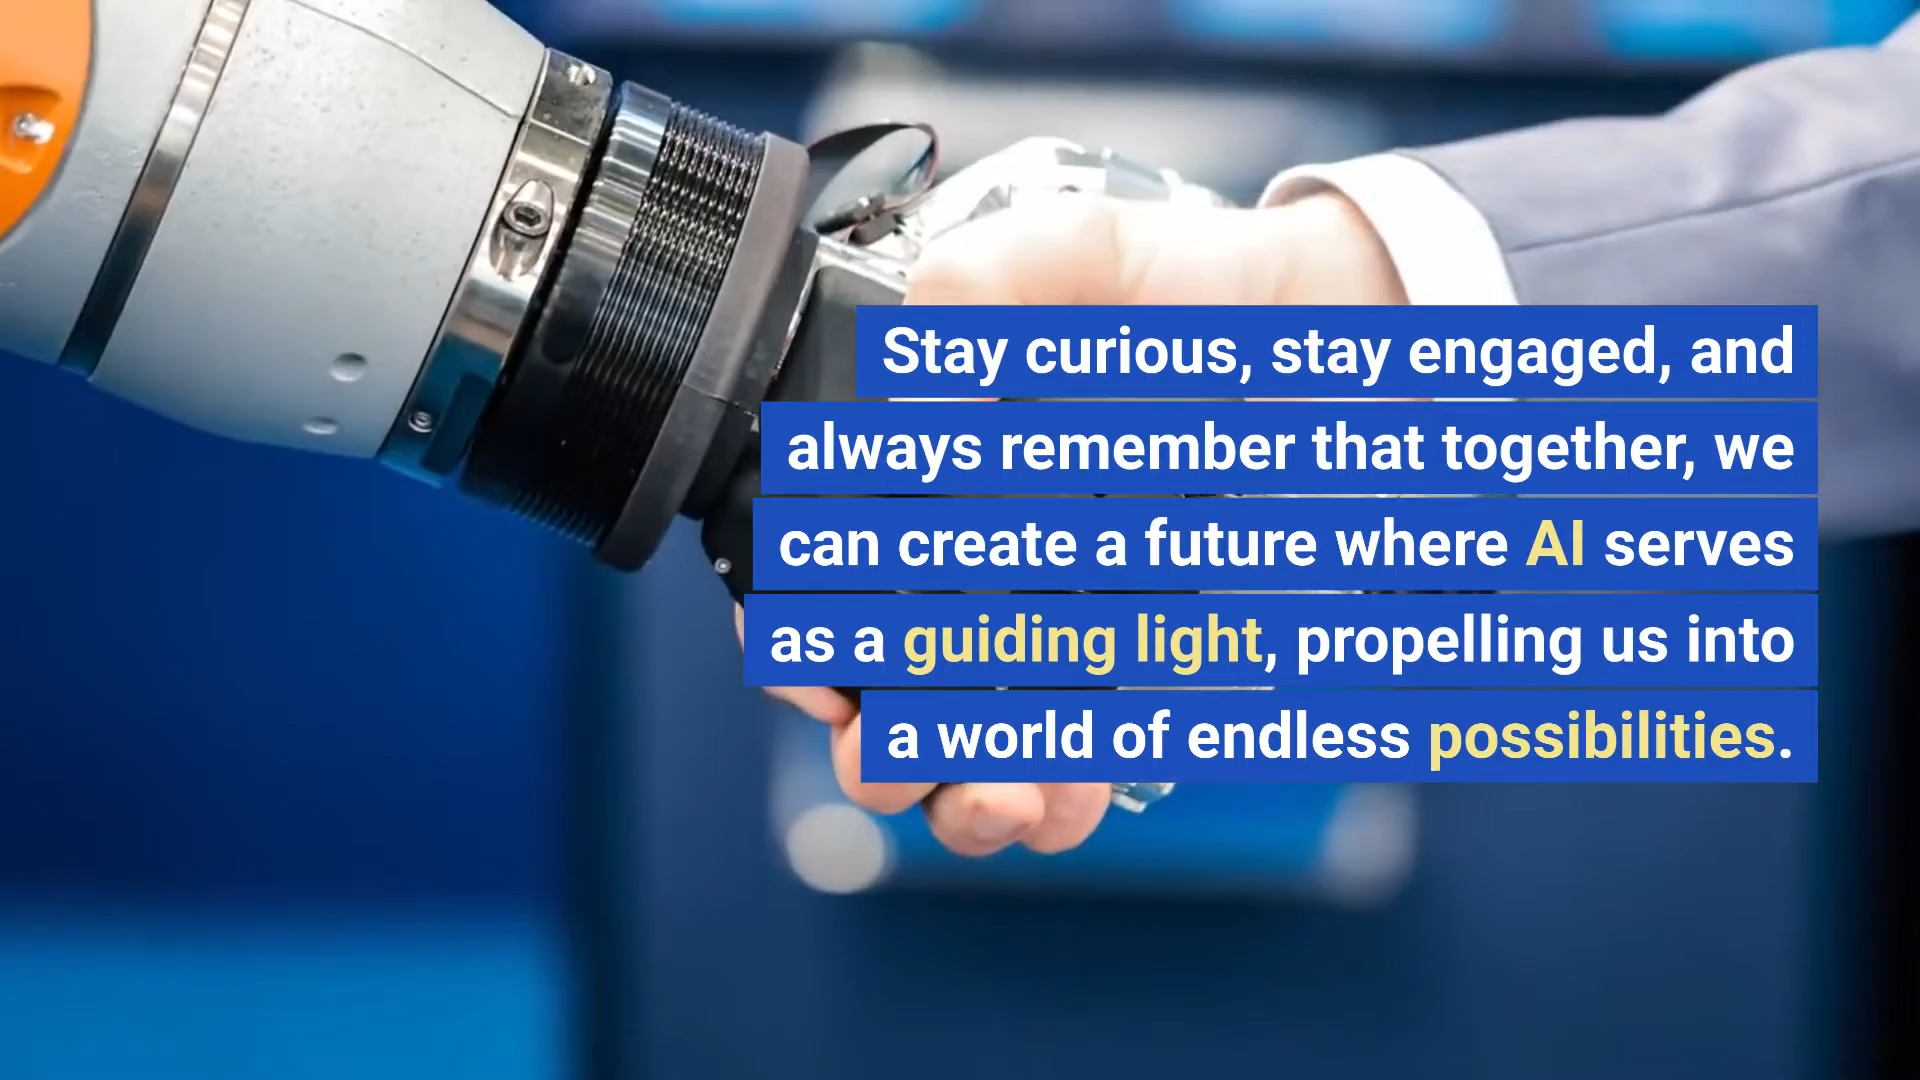 Stay curious, stay engaged, and
always remember that together, we
can create a future where AI serves
as a guiding light, propelling us into
a world of endless possibilities.